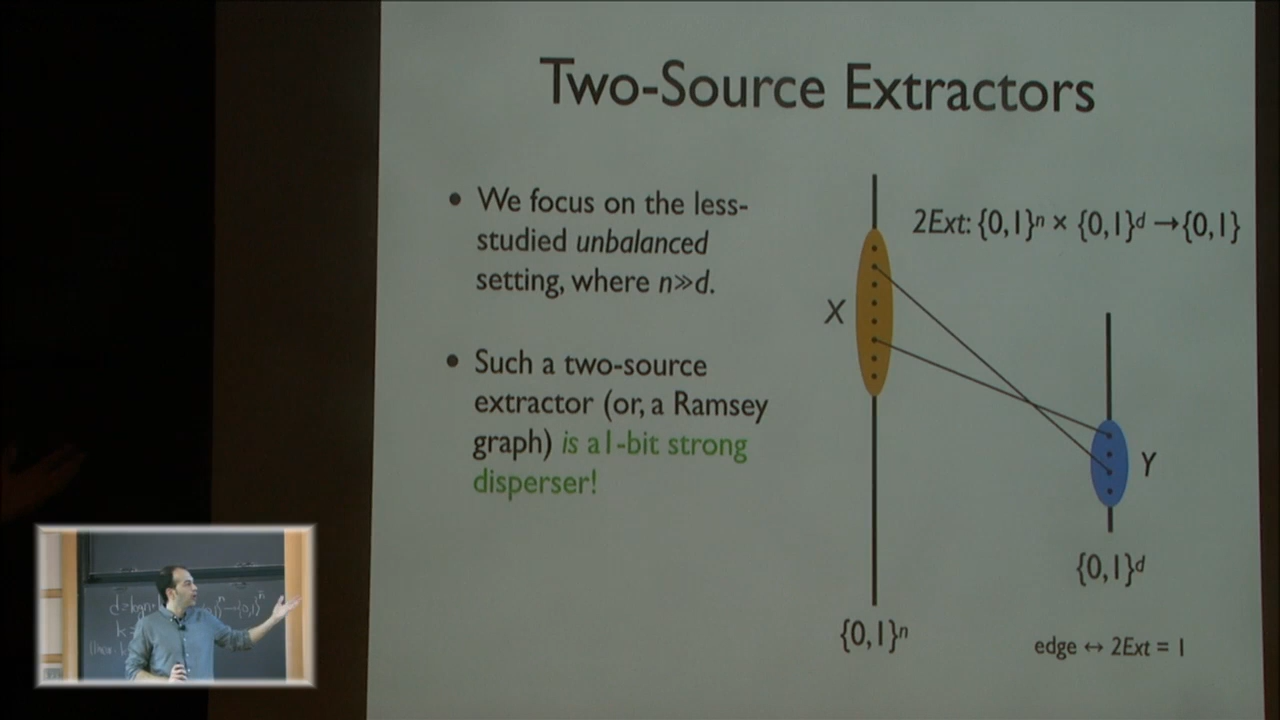 Two-Source Extractors
• We focus on the less-
studied unbalanced
setting, where n≫d.
• Such a two-source
extractor (or, a Ramsey
graph) is a 1-bit strong
disperser!
2Ext: {0,1}ⁿ × {0,1}ᵈ →{0,1}
X
Y
{0,1}ᵈ
{0,1}ⁿ
edge ↔ 2Ext = 1